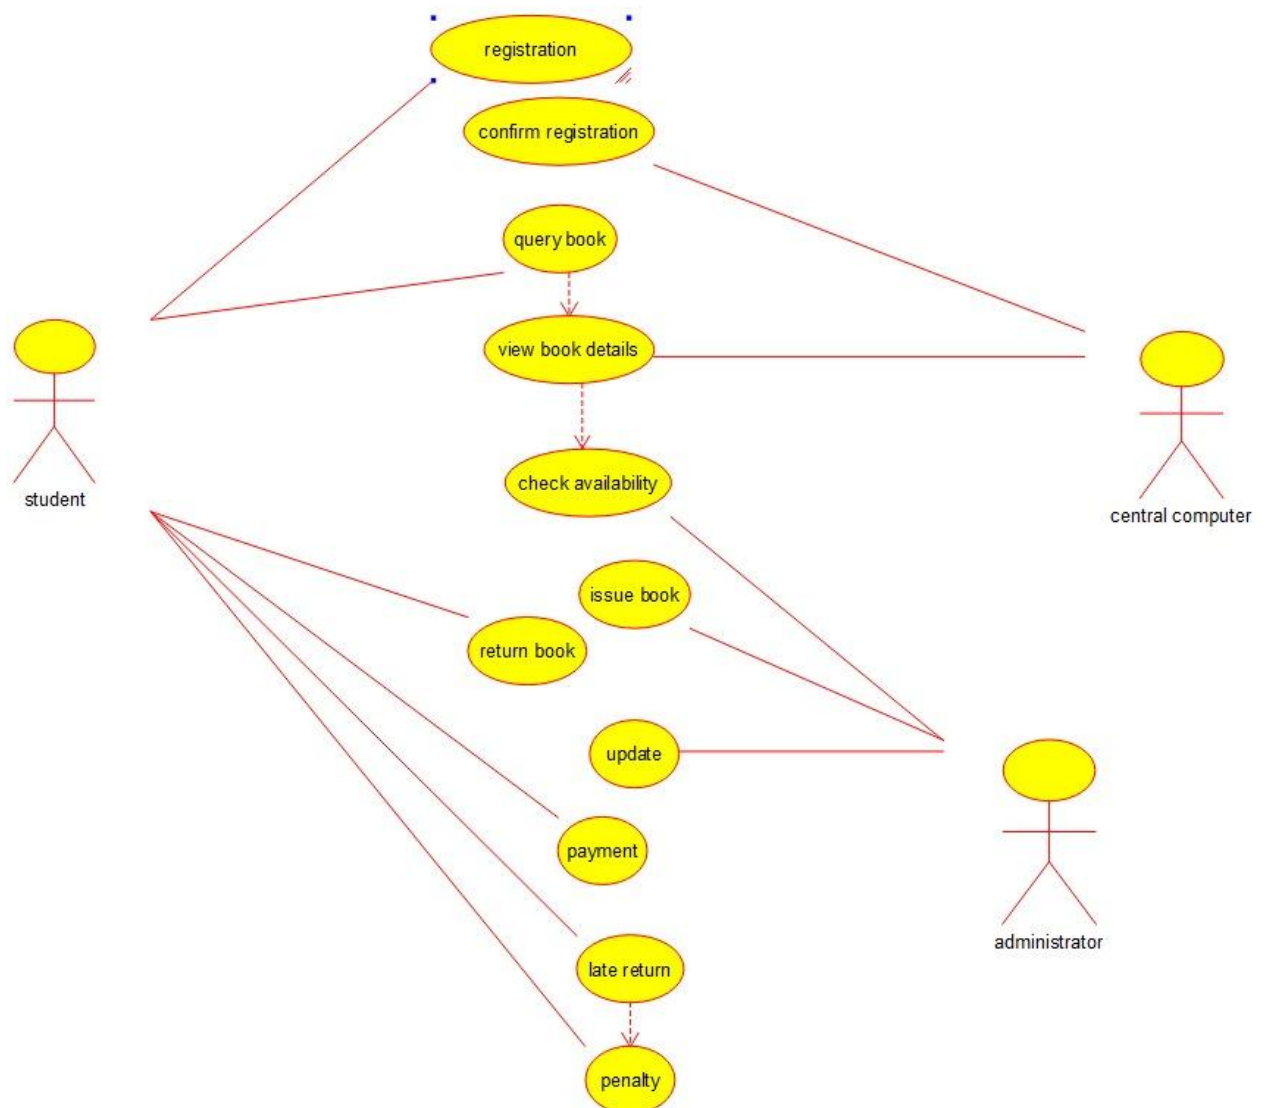 registration
confirm registration
query book
view book details
check availability
student
central computer
issue book
return book
update
payment
administrator
late return
penalty